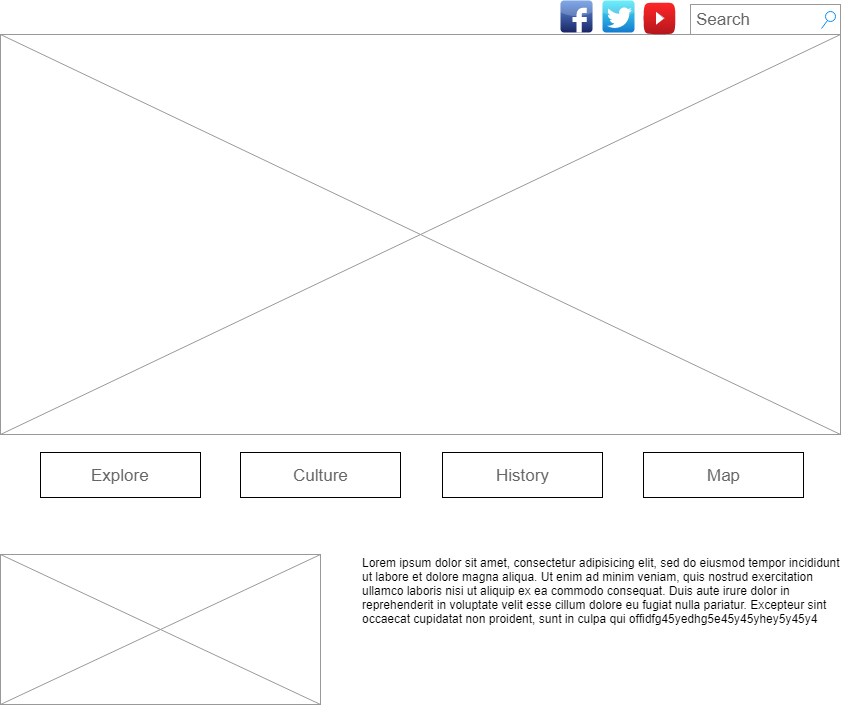 Search
Explore
Culture
History
Map
Lorem ipsum dolor sit amet, consectetur adipisicing elit, sed do eiusmod tempor incididunt
ut labore et dolore magna aliqua. Ut enim ad minim veniam, quis nostrud exercitation
ullamco laboris nisi ut aliquip ex ea commodo consequat. Duis aute irure dolor in
reprehenderit in voluptate velit esse cillum dolore eu fugiat nulla pariatur. Excepteur sint
occaecat cupidatat non proident, sunt in culpa qui offidfg45yedhg5e45y45yhey5y45y4